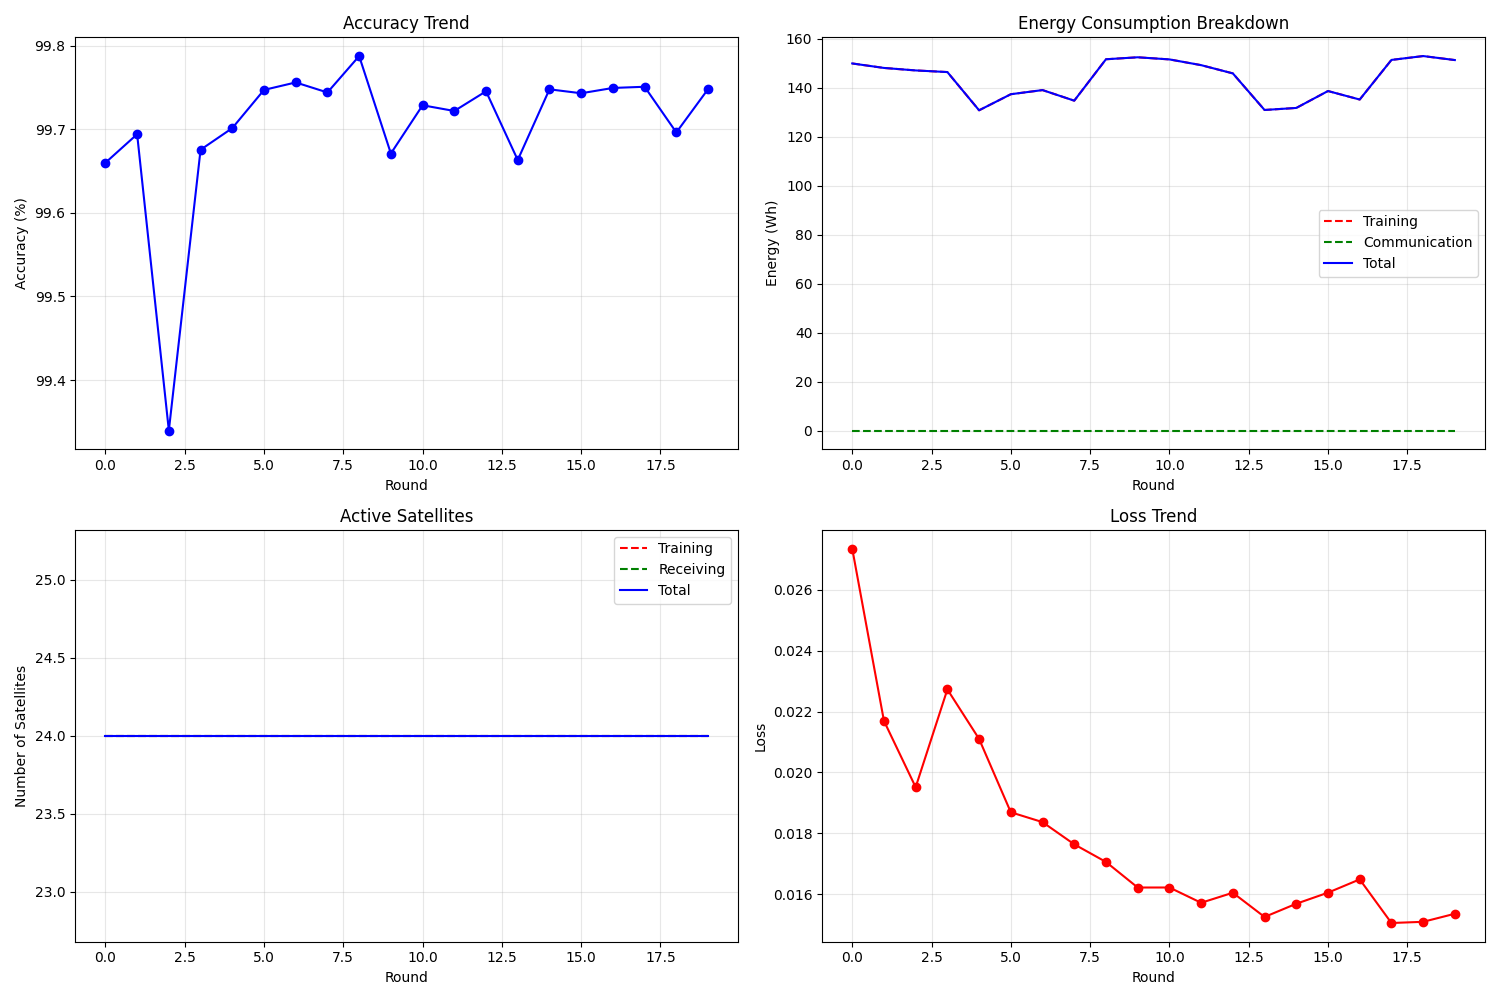 Accuracy Trend
Accuracy (%)
99.8
99.7
99.6
99.5
99.4
0.0 2.5 5.0 7.5 10.0 12.5 15.0 17.5
Round
Energy Consumption Breakdown
Energy (Wh)
160
140
120
100
80
60
40
20
0
Training
Communication
Total
0.0 2.5 5.0 7.5 10.0 12.5 15.0 17.5
Round
Active Satellites
Number of Satellites
25.0
24.5
24.0
23.5
23.0
Training
Receiving
Total
0.0 2.5 5.0 7.5 10.0 12.5 15.0 17.5
Round
Loss Trend
Loss
0.026
0.024
0.022
0.020
0.018
0.016
0.0 2.5 5.0 7.5 10.0 12.5 15.0 17.5
Round